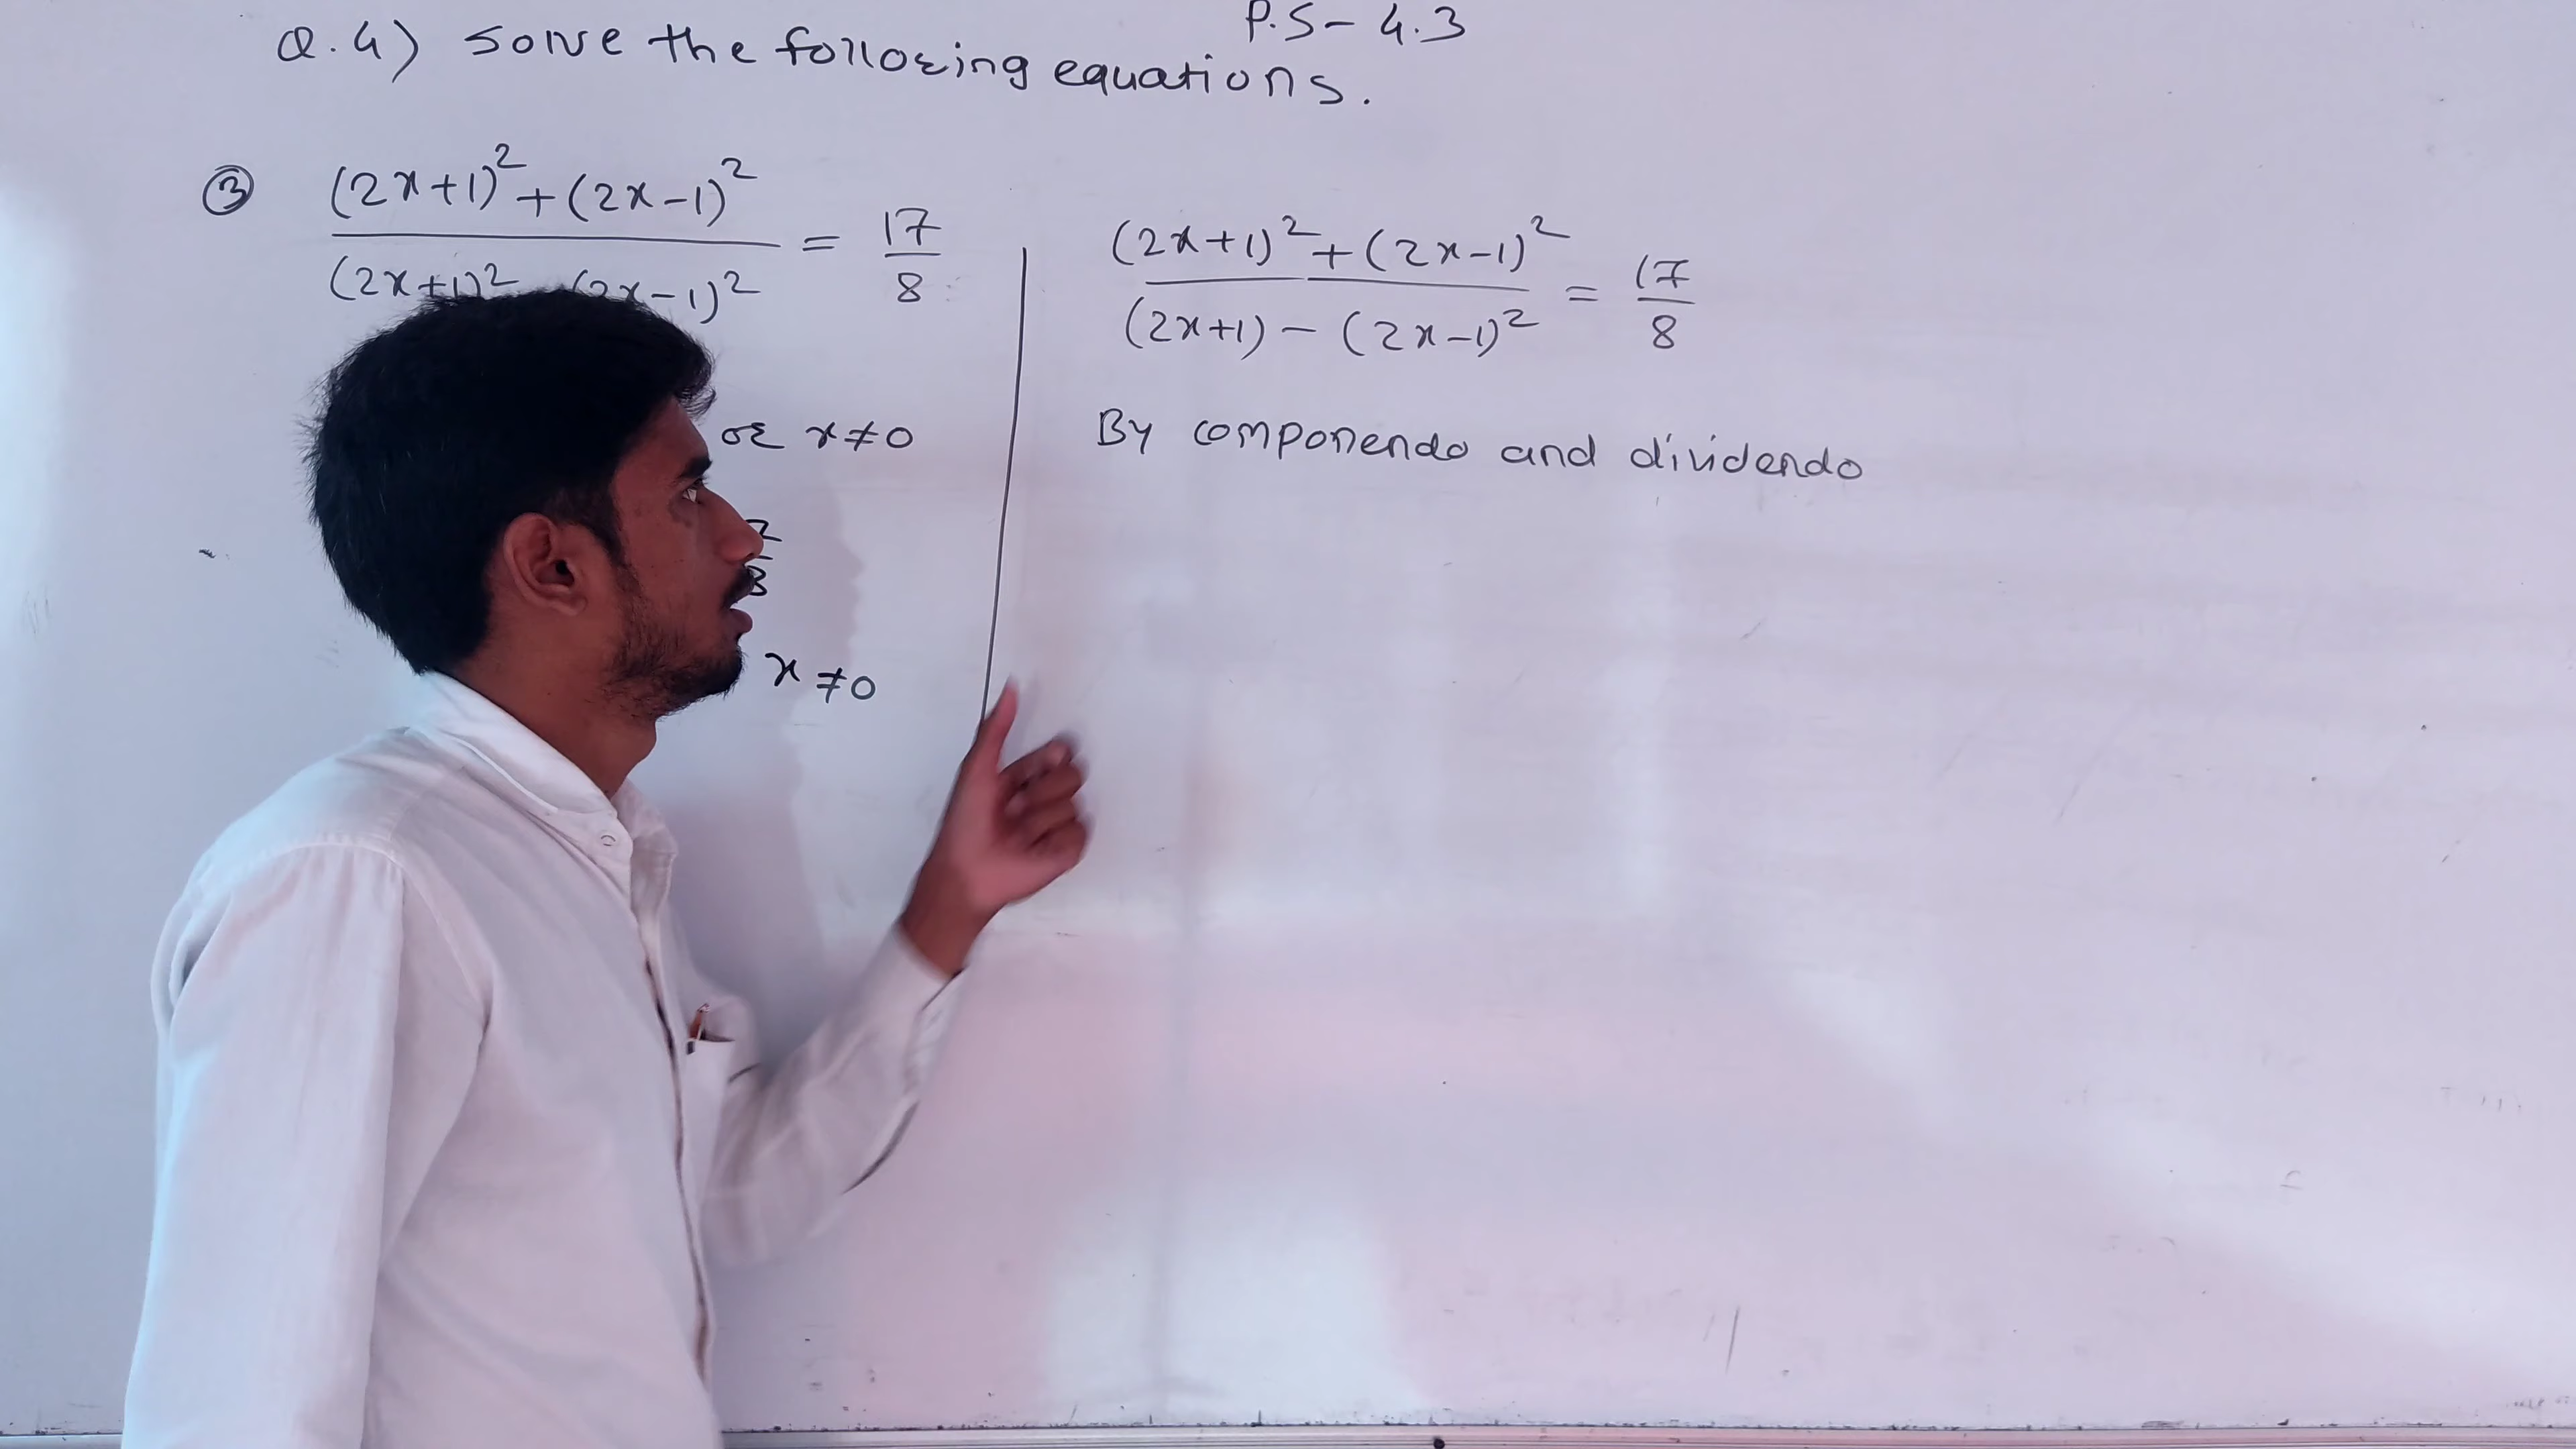 P.S- 4.3
Q.4) solve the following equations.
③ (2x+1)² + (2x-1)² / (2x+1)² (2x-1)² = 17/8
or x≠0
x ≠0
(2x+1)² + (2x-1)² / (2x+1) - (2x-1)² = 17/8
By componendo and dividendo